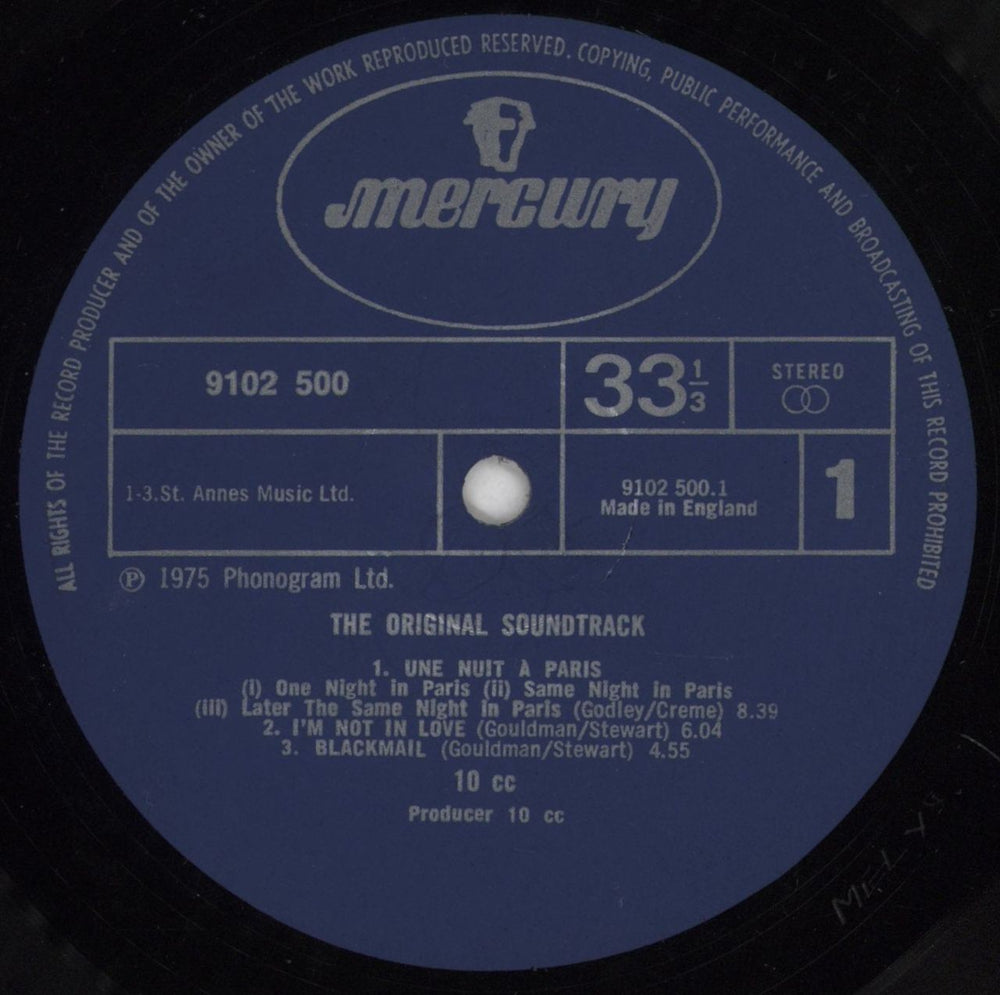 ALL RIGHTS OF THE RECORD PRODUCER AND OF THE OWNER OF THE WORK REPRODUCED RESERVED. COPYING, PUBLIC PERFORMANCE AND BROADCASTING OF THIS RECORD PROHIBITED
mercury
9102 500
33 1/3
STEREO
1-3.St. Annes Music Ltd.
9102 500.1
Made in England
1
Ⓟ 1975 Phonogram Ltd.
THE ORIGINAL SOUNDTRACK
1. UNE NUIT A PARIS
(i) One Night in Paris (ii) Same Night in Paris
(iii) Later The Same Night in Paris (Godley/Creme) 8.39
2. I'M NOT IN LOVE (Gouldman/Stewart) 6.04
3. BLACKMAIL (Gouldman/Stewart) 4.55
10 cc
Producer 10 cc